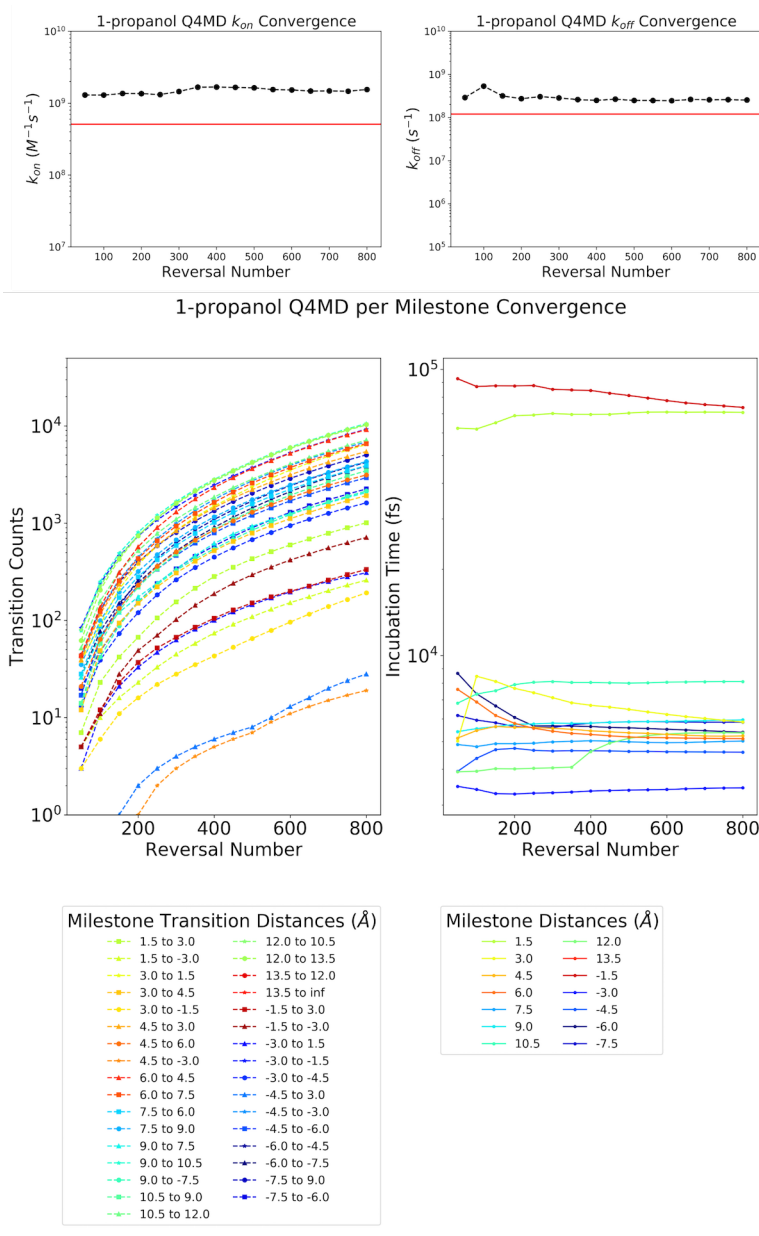 1-propanol Q4MD k_on Convergence
10^10
10^9
10^8
10^7
k_on (M^−1s^−1)
100 200 300 400 500 600 700 800
Reversal Number
1-propanol Q4MD k_off Convergence
10^10
10^9
10^8
10^7
10^6
10^5
k_off (s^−1)
100 200 300 400 500 600 700 800
Reversal Number
1-propanol Q4MD per Milestone Convergence
10^4
10^3
10^2
10^1
10^0
Transition Counts
200 400 600 800
Reversal Number
10^5
10^4
Incubation Time (fs)
200 400 600 800
Reversal Number
Milestone Transition Distances (Å)
1.5 to 3.0
1.5 to -3.0
3.0 to 1.5
3.0 to 4.5
3.0 to -1.5
4.5 to 3.0
4.5 to 6.0
4.5 to -3.0
6.0 to 4.5
6.0 to 7.5
7.5 to 6.0
7.5 to 9.0
9.0 to 7.5
9.0 to 10.5
9.0 to -7.5
10.5 to 9.0
10.5 to 12.0
12.0 to 10.5
12.0 to 13.5
13.5 to 12.0
13.5 to inf
-1.5 to 3.0
-1.5 to -3.0
-3.0 to 1.5
-3.0 to -1.5
-3.0 to -4.5
-4.5 to 3.0
-4.5 to -3.0
-4.5 to -6.0
-6.0 to -4.5
-6.0 to -7.5
-7.5 to 9.0
-7.5 to -6.0
Milestone Distances (Å)
1.5
3.0
4.5
6.0
7.5
9.0
10.5
12.0
13.5
-1.5
-3.0
-4.5
-6.0
-7.5